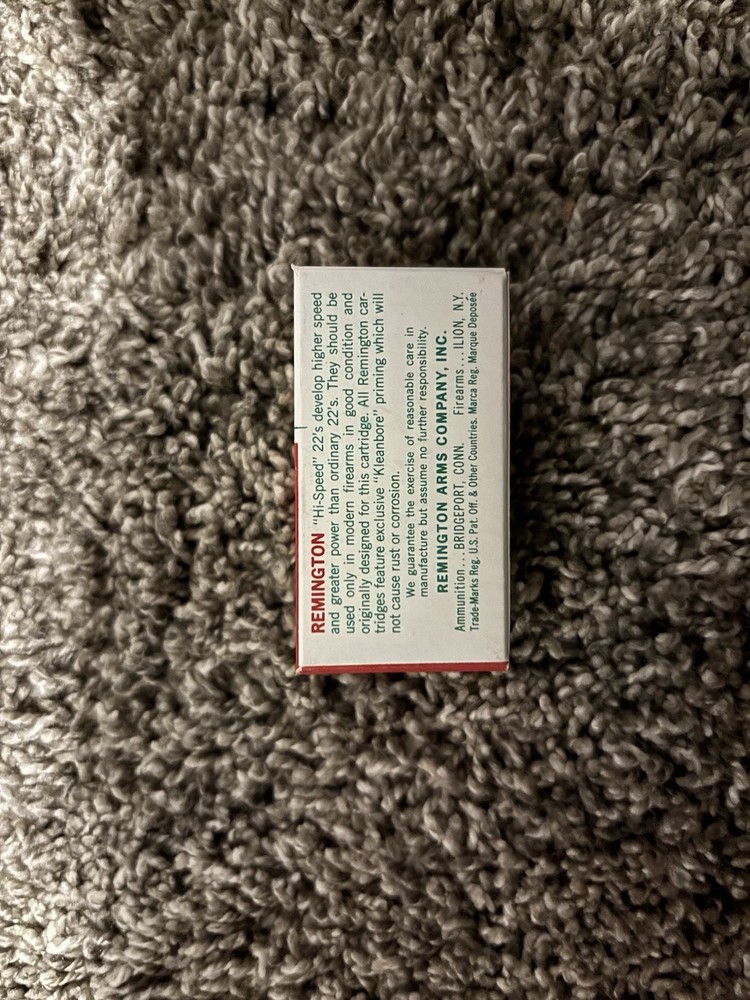 REMINGTON "Hi-Speed" 22's develop higher speed
and greater power than ordinary 22's. They should be
used only in modern firearms in good condition and
originally designed for this cartridge. All Remington car-
tridges feature exclusive "Kleanbore" priming which will
not cause rust or corrosion.
We guarantee the exercise of reasonable care in
manufacture but assume no further responsibility.
REMINGTON ARMS COMPANY, INC.
Ammunition...BRIDGEPORT, CONN. Firearms...ILION, N.Y.
Trade-Marks Reg. U.S. Pat. Off. & Other Countries. Marca Reg. Marque Deposée